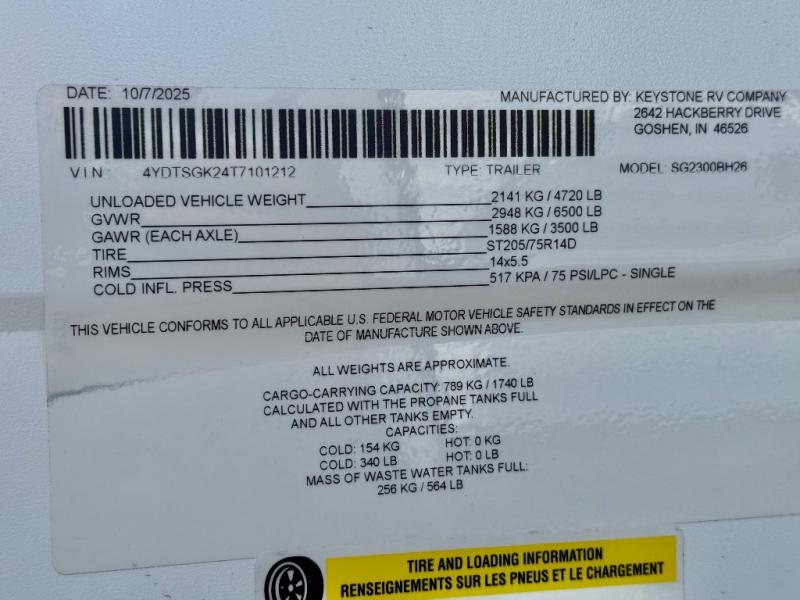 DATE: 10/7/2025 MANUFACTURED BY: KEYSTONE RV COMPANY
2642 HACKBERRY DRIVE
GOSHEN, IN 46526
VIN: 4YDTSGK24T7101212 TYPE: TRAILER MODEL: SG2300BH26
UNLOADED VEHICLE WEIGHT 2141 KG / 4720 LB
GVWR 2948 KG / 6500 LB
GAWR (EACH AXLE) 1588 KG / 3500 LB
TIRE ST205/75R14D
RIMS 14x5.5
COLD INFL. PRESS 517 KPA / 75 PSI/LPC - SINGLE
THIS VEHICLE CONFORMS TO ALL APPLICABLE U.S. FEDERAL MOTOR VEHICLE SAFETY STANDARDS IN EFFECT ON THE
DATE OF MANUFACTURE SHOWN ABOVE.
ALL WEIGHTS ARE APPROXIMATE.
CARGO-CARRYING CAPACITY: 789 KG / 1740 LB
CALCULATED WITH THE PROPANE TANKS FULL
AND ALL OTHER TANKS EMPTY.
CAPACITIES:
COLD: 154 KG HOT: 0 KG
COLD: 340 LB HOT: 0 LB
MASS OF WASTE WATER TANKS FULL:
256 KG / 564 LB
TIRE AND LOADING INFORMATION
RENSEIGNEMENTS SUR LES PNEUS ET LE CHARGEMENT